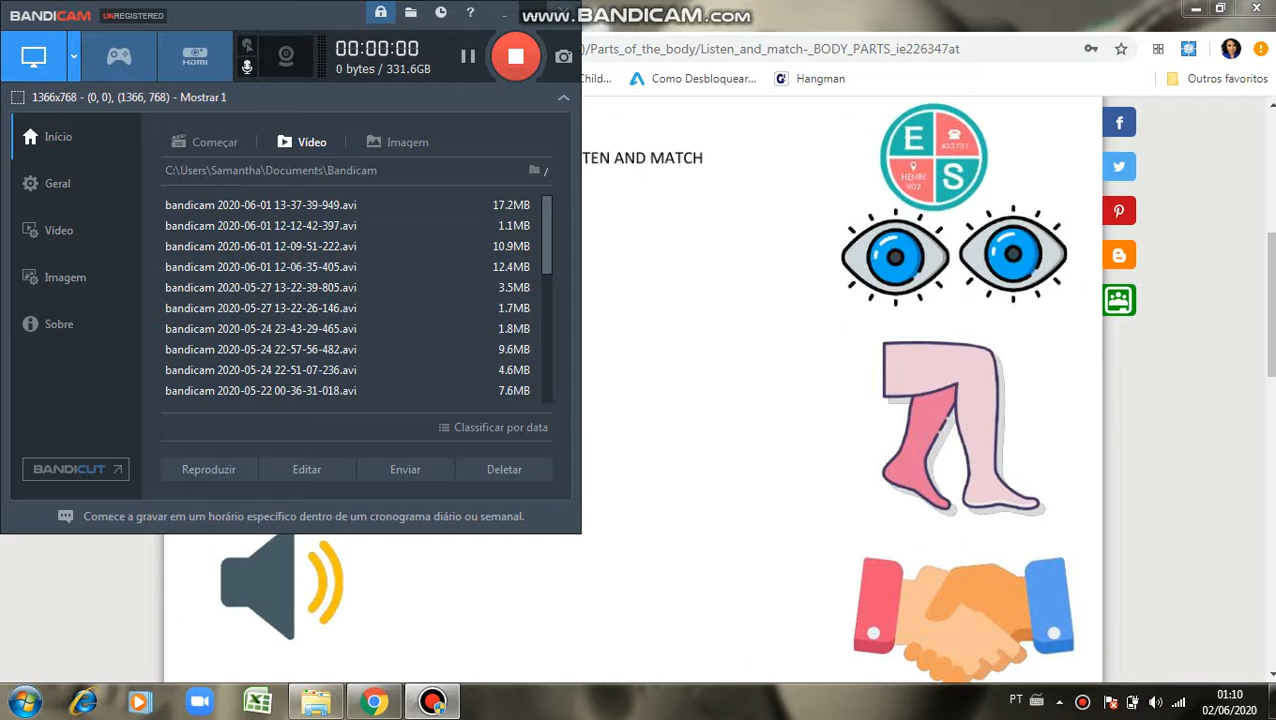 BANDICAM UNREGISTERED
www.BANDICAM.com
00:00:00
0 bytes / 331.6GB
HDMI
)/Parts_of_the_body/Listen_and_match-_BODY_PARTS_ie226347at
Child...
Como Desbloquear...
Hangman
Outros favoritos
1366x768 - (0, 0), (1366, 768) - Mostrar1
Início
Geral
Vídeo
Imagem
Sobre
Começar
Vídeo
Imagem
C:\Users\amantha\Documents\Bandicam
/
bandicam 2020-06-01 13-37-39-949.avi 17.2MB
bandicam 2020-06-01 12-12-42-397.avi 1.1MB
bandicam 2020-06-01 12-09-51-222.avi 10.9MB
bandicam 2020-06-01 12-06-35-405.avi 12.4MB
bandicam 2020-05-27 13-22-39-805.avi 3.5MB
bandicam 2020-05-27 13-22-26-146.avi 1.7MB
bandicam 2020-05-24 23-43-29-465.avi 1.8MB
bandicam 2020-05-24 22-57-56-482.avi 9.6MB
bandicam 2020-05-24 22-51-07-236.avi 4.6MB
bandicam 2020-05-22 00-36-31-018.avi 7.6MB
Classificar por data
BANDICUT
Reproduzir
Editar
Enviar
Deletar
Comece a gravar em um horário específico dentro de um cronograma diário ou semanal.
TEN AND MATCH
E
432731
HENRY
902
S
PT
01:10
02/06/2020